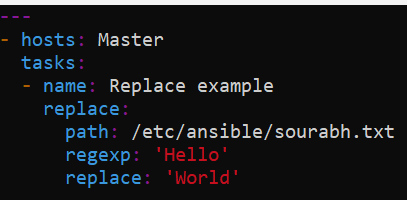 ---
- hosts: Master
  tasks:
  - name: Replace example
    replace:
      path: /etc/ansible/sourabh.txt
      regexp: 'Hello'
      replace: 'World'